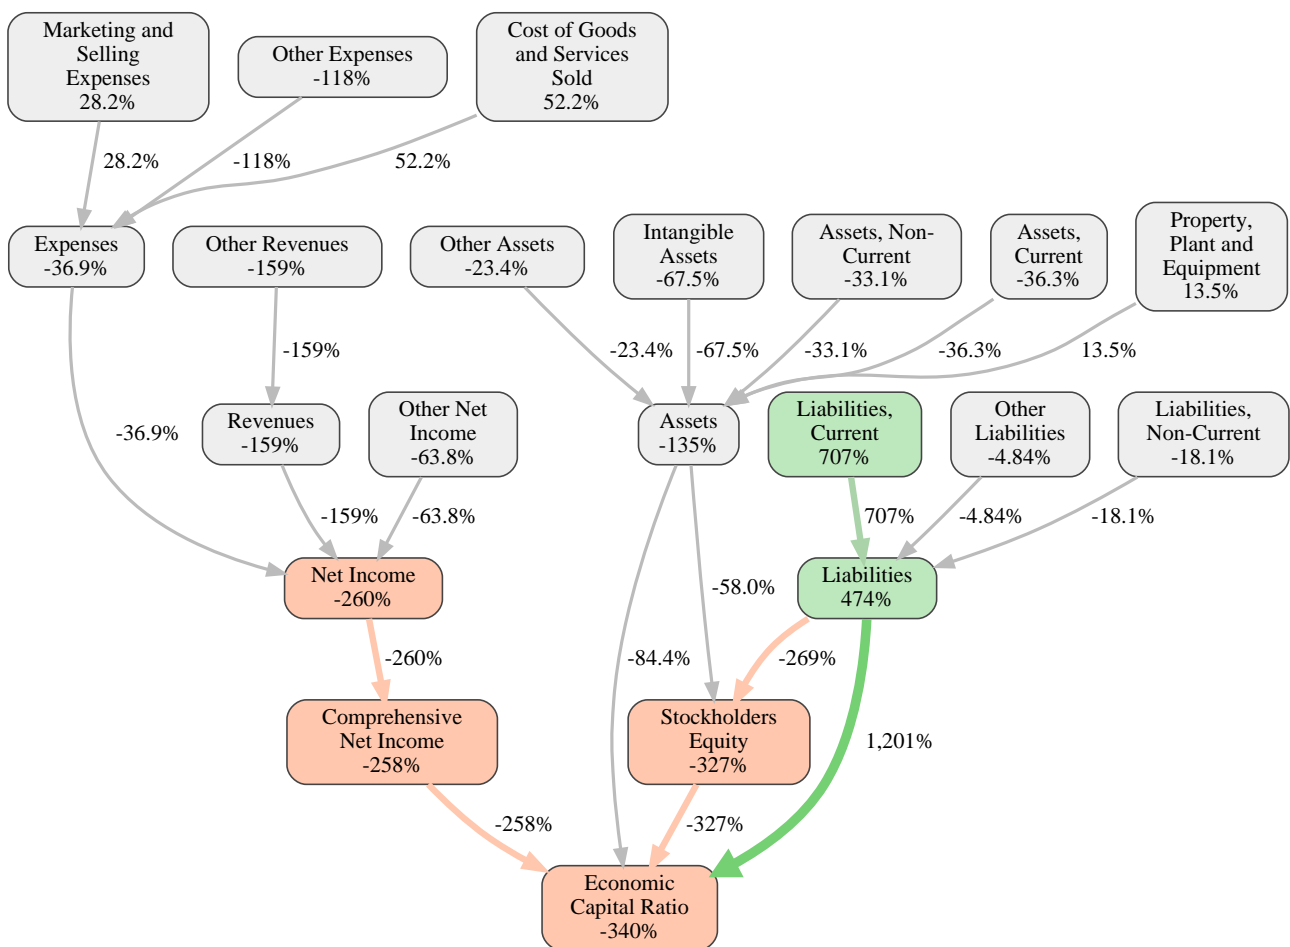 Marketing and
Selling
Expenses
28.2%
Other Expenses
-118%
Cost of Goods
and Services
Sold
52.2%
28.2%
-118%
52.2%
Expenses
-36.9%
Other Revenues
-159%
Other Assets
-23.4%
Intangible
Assets
-67.5%
Assets, Non-
Current
-33.1%
Assets,
Current
-36.3%
Property,
Plant and
Equipment
13.5%
-159%
-23.4%
-67.5%
-33.1%
-36.3%
13.5%
-36.9%
Revenues
-159%
Other Net
Income
-63.8%
Assets
-135%
Liabilities,
Current
707%
Other
Liabilities
-4.84%
Liabilities,
Non-Current
-18.1%
-159%
-63.8%
707%
-4.84%
-18.1%
Net Income
-260%
-58.0%
Liabilities
474%
-260%
-84.4%
-269%
Comprehensive
Net Income
-258%
Stockholders
Equity
-327%
1,201%
-258%
-327%
Economic
Capital Ratio
-340%